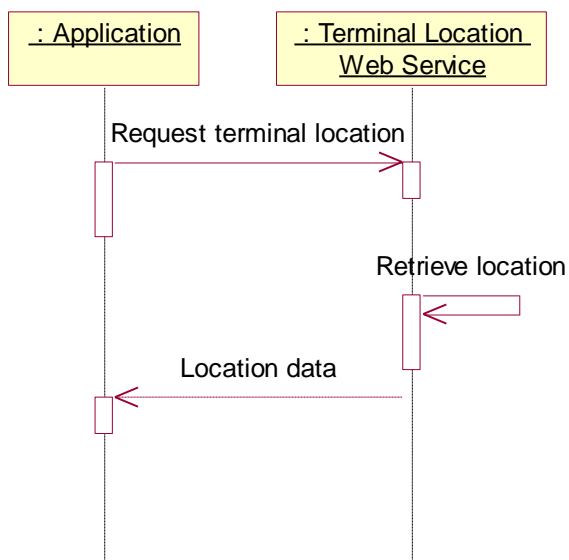 : Application
: Terminal Location
Web Service
Request terminal location
Retrieve location
Location data